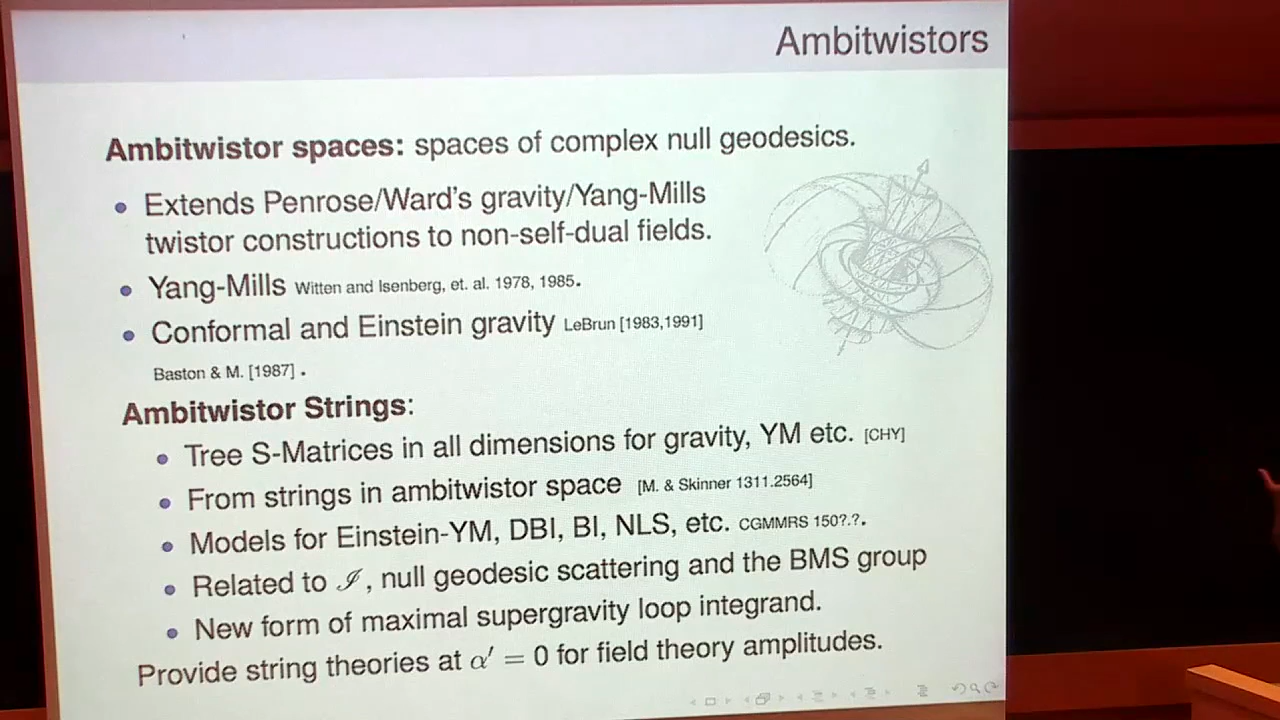 Ambitwistors
Ambitwistor spaces: spaces of complex null geodesics.
• Extends Penrose/Ward's gravity/Yang-Mills
twistor constructions to non-self-dual fields.
• Yang-Mills Witten and Isenberg, et. al. 1978, 1985.
• Conformal and Einstein gravity LeBrun [1983,1991]
Baston & M. [1987] .
Ambitwistor Strings:
• Tree S-Matrices in all dimensions for gravity, YM etc. [CHY]
• From strings in ambitwistor space [M. & Skinner 1311.2564]
• Models for Einstein-YM, DBI, BI, NLS, etc. CGMMRS 150?.?.
• Related to ℐ, null geodesic scattering and the BMS group
• New form of maximal supergravity loop integrand.
Provide string theories at α′ = 0 for field theory amplitudes.